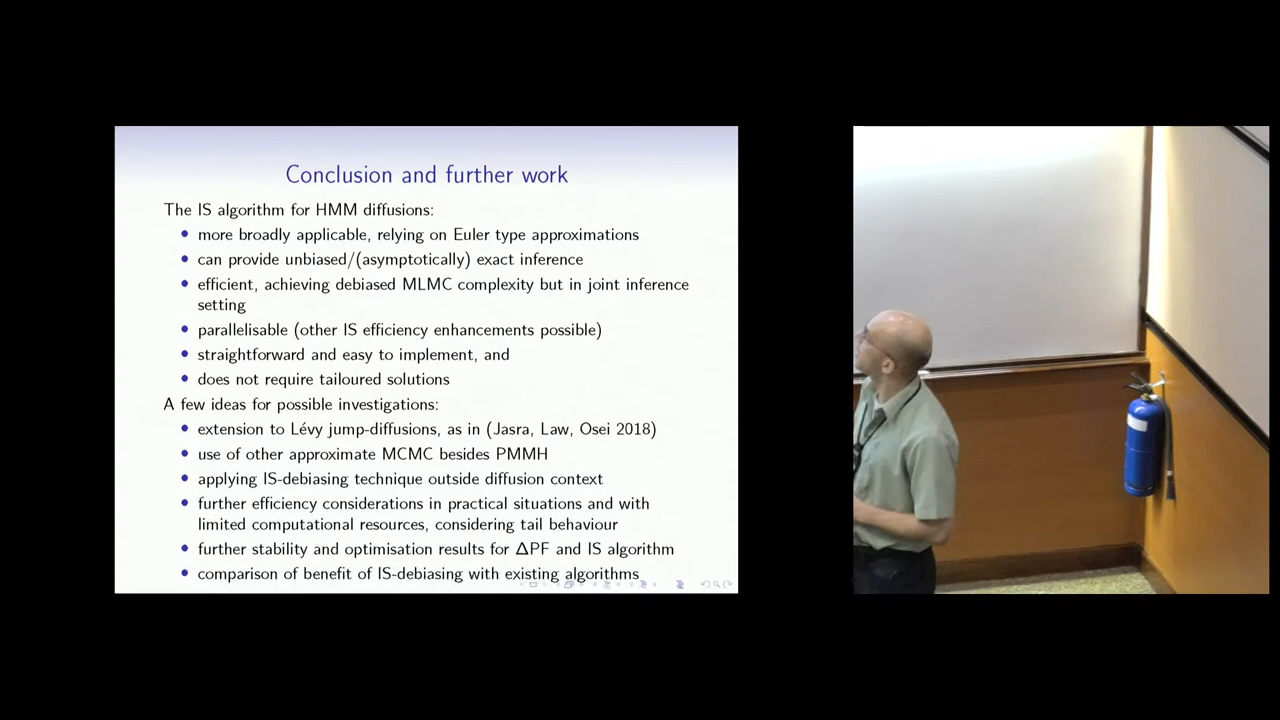 Conclusion and further work
The IS algorithm for HMM diffusions:
• more broadly applicable, relying on Euler type approximations
• can provide unbiased/(asymptotically) exact inference
• efficient, achieving debiased MLMC complexity but in joint inference
setting
• parallelisable (other IS efficiency enhancements possible)
• straightforward and easy to implement, and
• does not require tailoured solutions
A few ideas for possible investigations:
• extension to Lévy jump-diffusions, as in (Jasra, Law, Osei 2018)
• use of other approximate MCMC besides PMMH
• applying IS-debiasing technique outside diffusion context
• further efficiency considerations in practical situations and with
limited computational resources, considering tail behaviour
• further stability and optimisation results for ΔPF and IS algorithm
• comparison of benefit of IS-debiasing with existing algorithms